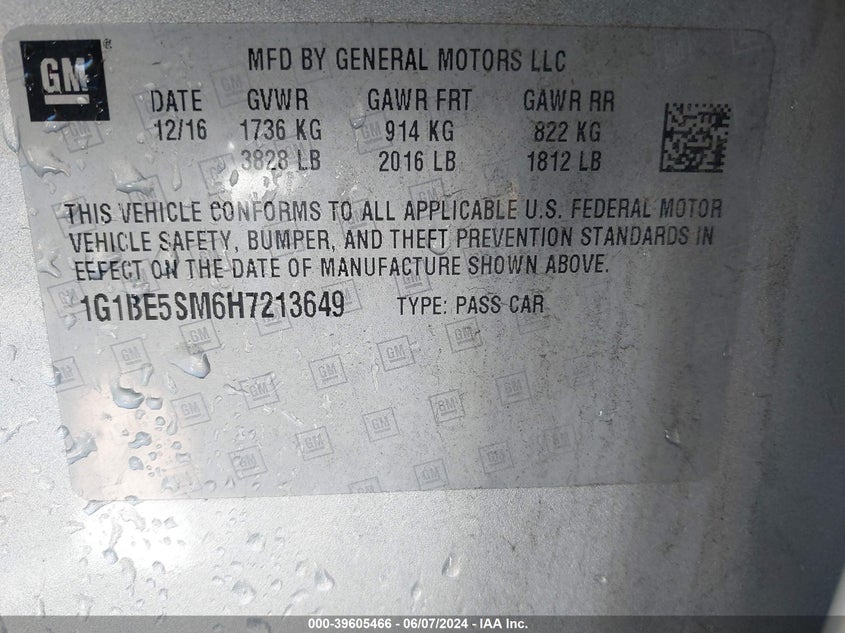 GM
MFD BY GENERAL MOTORS LLC
DATE GVWR GAWR FRT GAWR RR
12/16 1736 KG 914 KG 822 KG
3828 LB 2016 LB 1812 LB
THIS VEHICLE CONFORMS TO ALL APPLICABLE U.S. FEDERAL MOTOR
VEHICLE SAFETY, BUMPER, AND THEFT PREVENTION STANDARDS IN
EFFECT ON THE DATE OF MANUFACTURE SHOWN ABOVE.
1G1BE5SM6H7213649 TYPE: PASS CAR
000-39605466 - 06/07/2024 - IAA Inc.